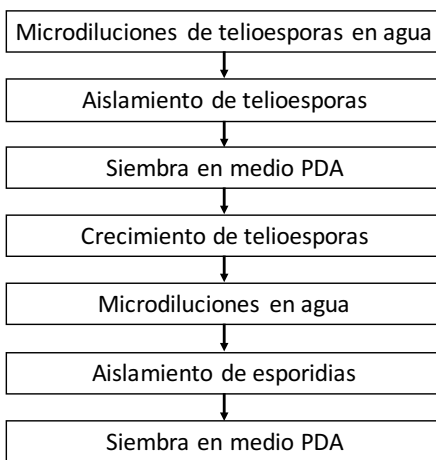 Microdiluciones de telioesporas en agua
Aislamiento de telioesporas
Siembra en medio PDA
Crecimiento de telioesporas
Microdiluciones en agua
Aislamiento de esporidias
Siembra en medio PDA